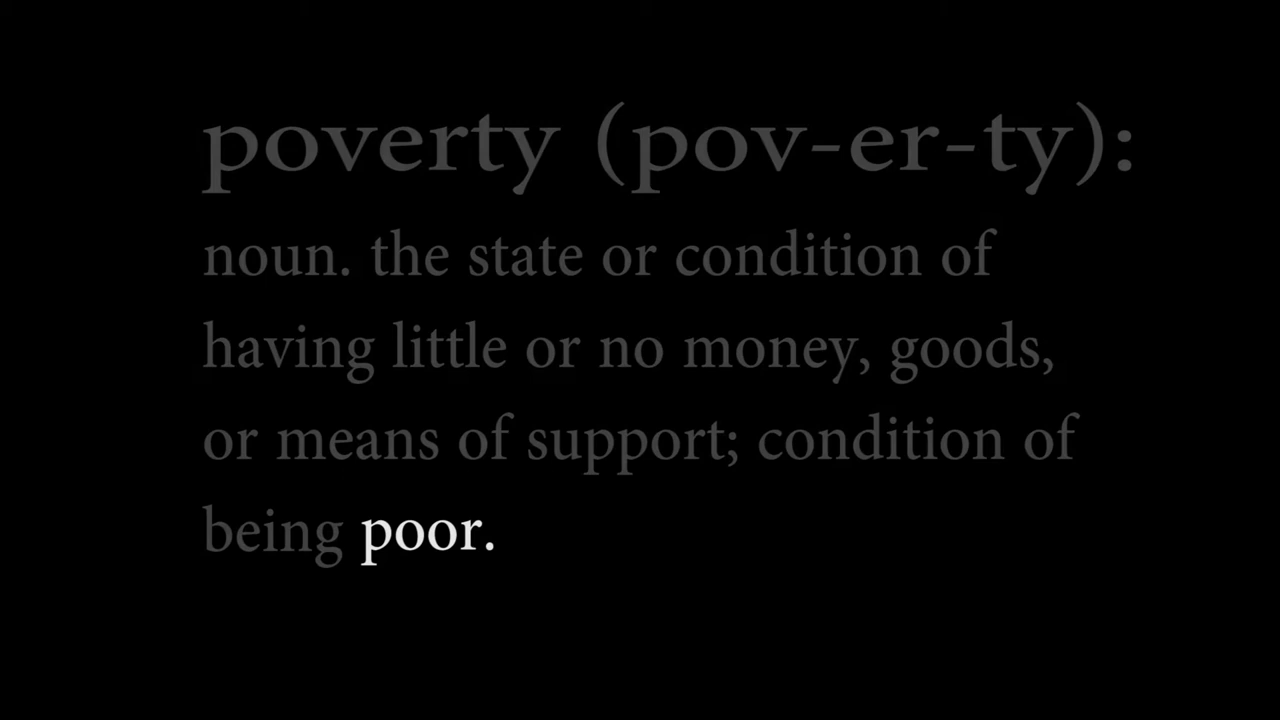 poverty (pov-er-ty):
noun. the state or condition of
having little or no money, goods,
or means of support; condition of
being poor.